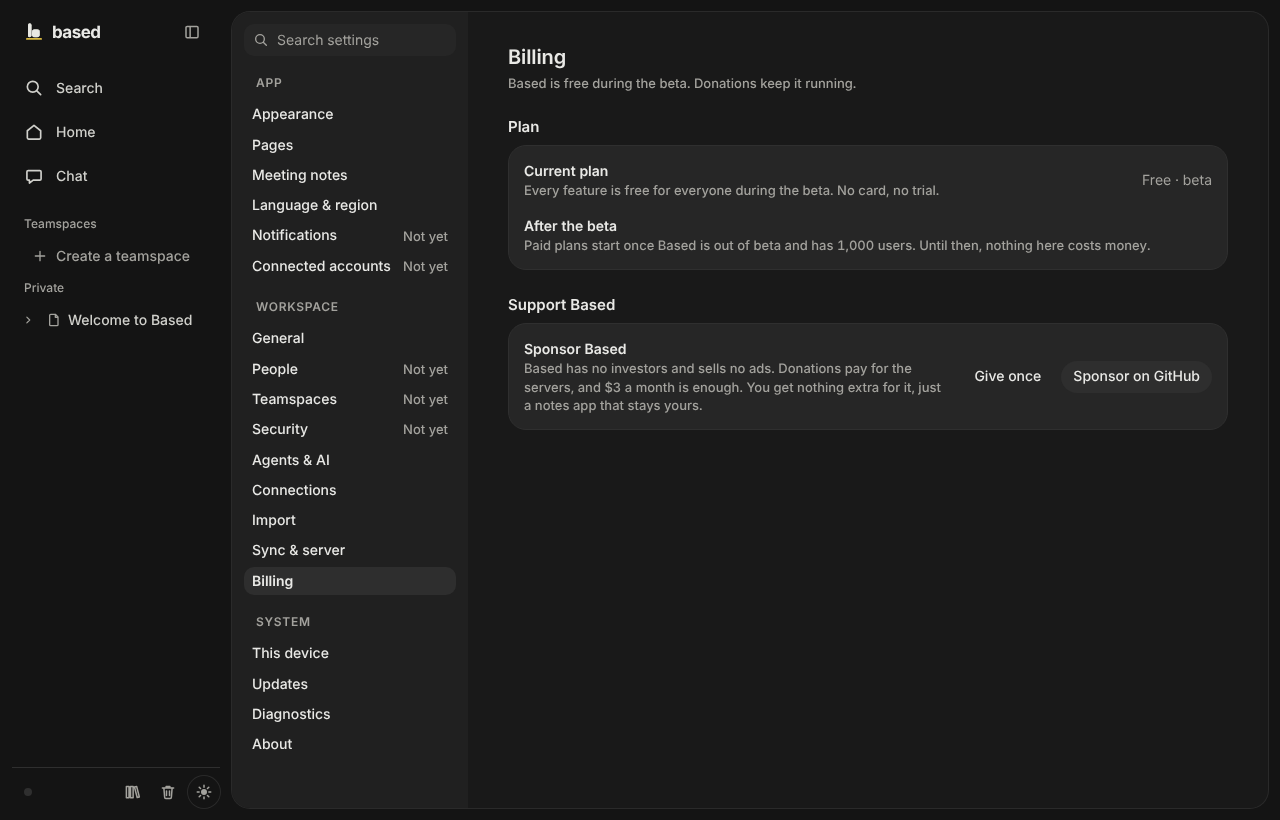 based
Search
Home
Chat
Teamspaces
Create a teamspace
Private
Welcome to Based
Search settings
APP
Appearance
Pages
Meeting notes
Language & region
Notifications Not yet
Connected accounts Not yet
WORKSPACE
General
People Not yet
Teamspaces Not yet
Security Not yet
Agents & AI
Connections
Import
Sync & server
Billing
SYSTEM
This device
Updates
Diagnostics
About
Billing
Based is free during the beta. Donations keep it running.
Plan
Current plan
Every feature is free for everyone during the beta. No card, no trial.
Free · beta
After the beta
Paid plans start once Based is out of beta and has 1,000 users. Until then, nothing here costs money.
Support Based
Sponsor Based
Based has no investors and sells no ads. Donations pay for the
servers, and $3 a month is enough. You get nothing extra for it, just
a notes app that stays yours.
Give once
Sponsor on GitHub